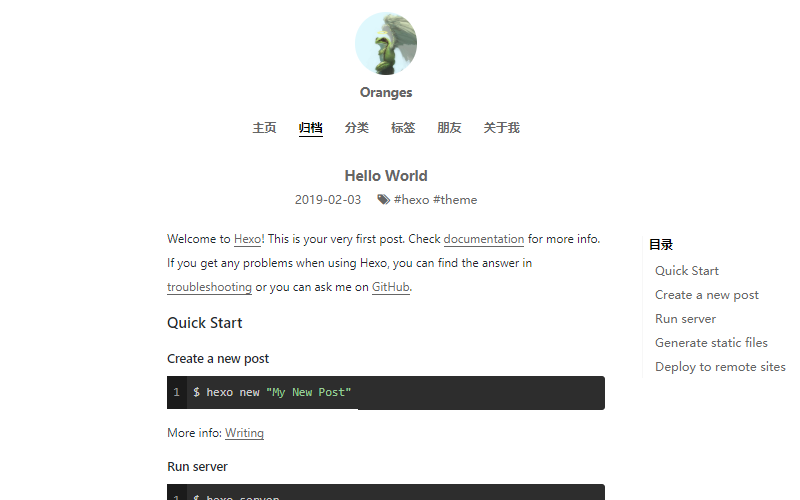 Oranges
主页 归档 分类 标签 朋友 关于我
Hello World
2019-02-03 #hexo #theme
Welcome to Hexo! This is your very first post. Check documentation for more info.
If you get any problems when using Hexo, you can find the answer in
troubleshooting or you can ask me on GitHub.
Quick Start
Create a new post
1 $ hexo new "My New Post"
More info: Writing
Run server
1 $ hexo server
目录
Quick Start
Create a new post
Run server
Generate static files
Deploy to remote sites